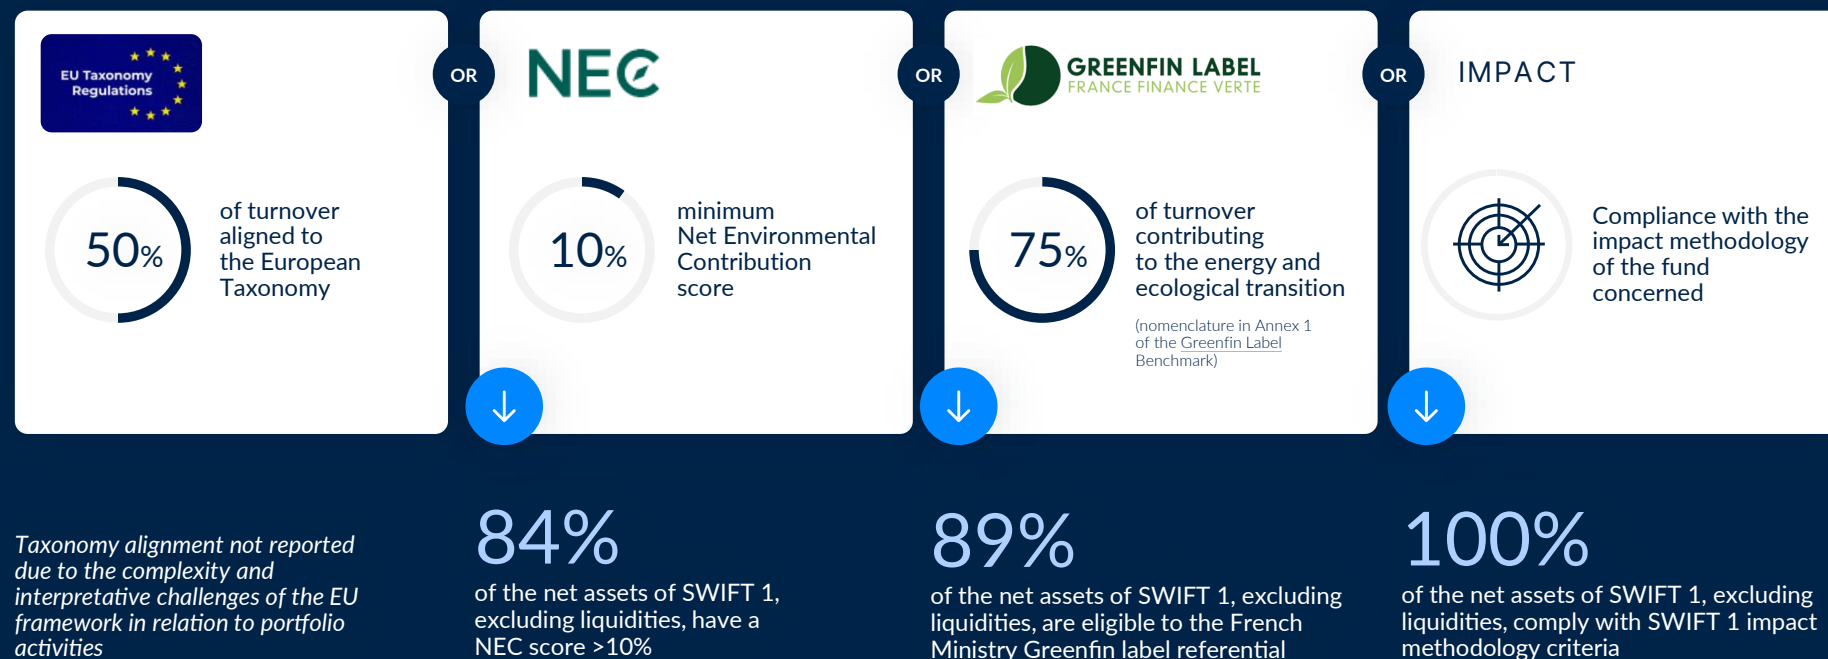 EU Taxonomy
Regulations
50%
of turnover
aligned to
the European
Taxonomy
OR
NEC
10%
minimum
Net Environmental
Contribution
score
OR
GREENFIN LABEL
FRANCE FINANCE VERTE
75%
of turnover
contributing
to the energy and
ecological transition
(nomenclature in Annex 1
of the Greenfin Label
Benchmark)
OR
IMPACT
Compliance with the
impact methodology
of the fund
concerned
Taxonomy alignment not reported
due to the complexity and
interpretative challenges of the EU
framework in relation to portfolio
activities
84%
of the net assets of SWIFT 1,
excluding liquidities, have a
NEC score >10%
89%
of the net assets of SWIFT 1, excluding
liquidities, are eligible to the French
Ministry Greenfin label referential
100%
of the net assets of SWIFT 1, excluding
liquidities, comply with SWIFT 1 impact
methodology criteria